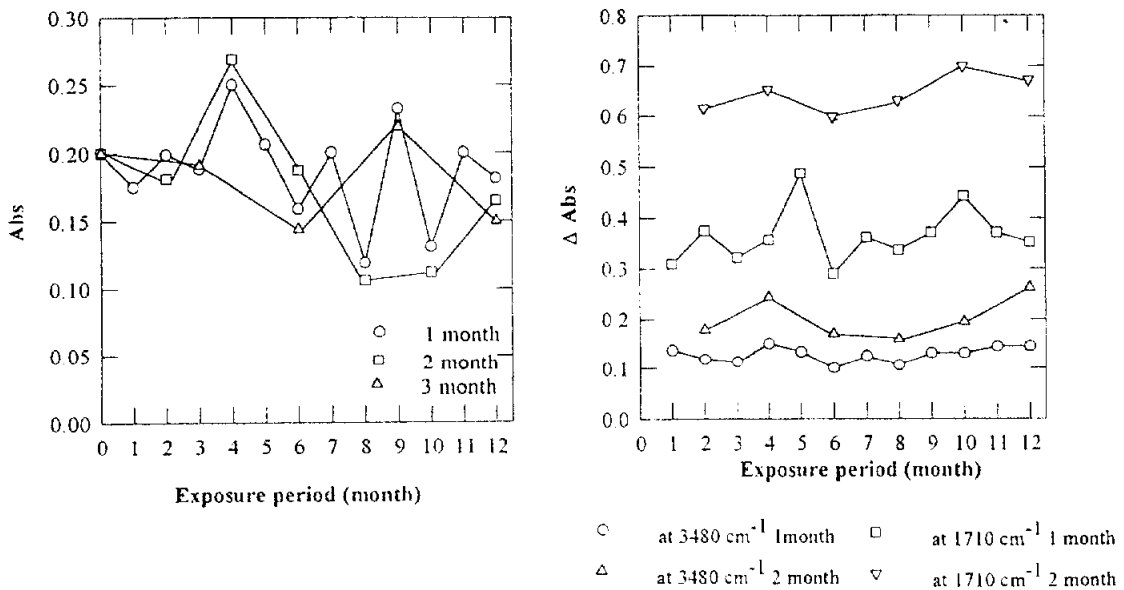 0.30
0.25
0.20
0.15
0.10
0.05
0.00
Abs
1 month
2 month
3 month
0 1 2 3 4 5 6 7 8 9 10 11 12
Exposure period (month)
0.8
0.7
0.6
0.5
0.4
0.3
0.2
0.1
0.0
Δ Abs
0 1 2 3 4 5 6 7 8 9 10 11 12
Exposure period (month)
at 3480 cm⁻¹ 1month
at 1710 cm⁻¹ 1 month
at 3480 cm⁻¹ 2 month
at 1710 cm⁻¹ 2 month